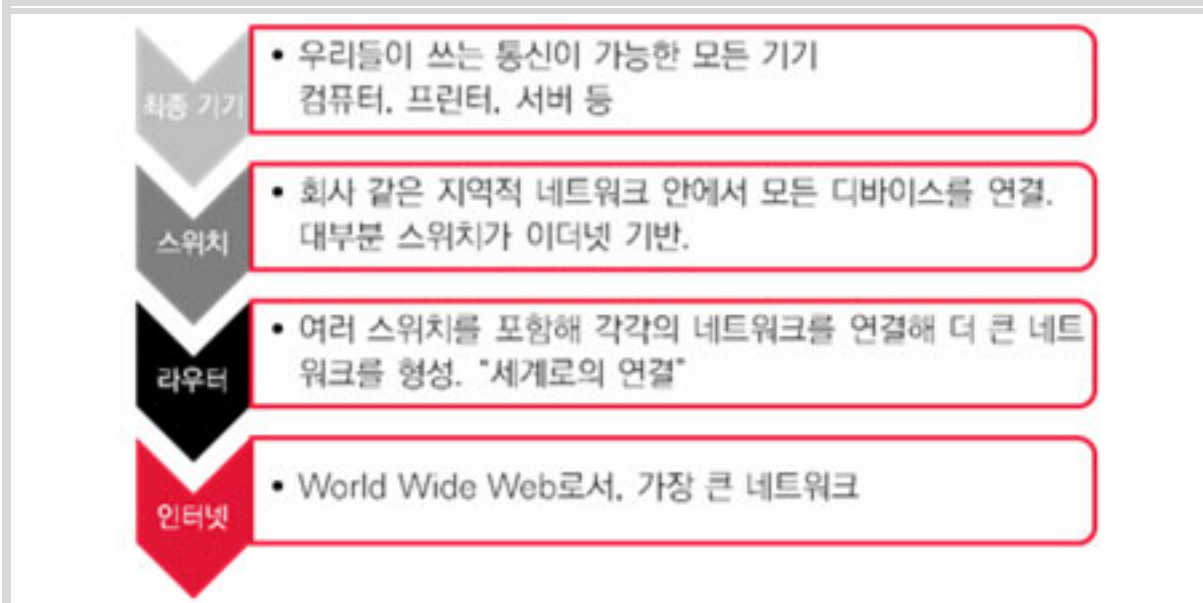 최종 기기
• 우리들이 쓰는 통신이 가능한 모든 기기
컴퓨터, 프린터, 서버 등
스위치
• 회사 같은 지역적 네트워크 안에서 모든 디바이스를 연결.
대부분 스위치가 이더넷 기반.
라우터
• 여러 스위치를 포함해 각각의 네트워크를 연결해 더 큰 네트
워크를 형성. "세계로의 연결"
인터넷
• World Wide Web로서, 가장 큰 네트워크